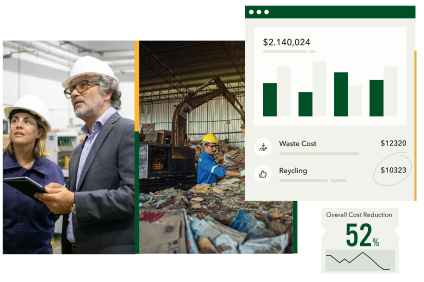 $2.140,024
Waste Cost $12320
Reycling $10323
Overall Cost Reduction
52%